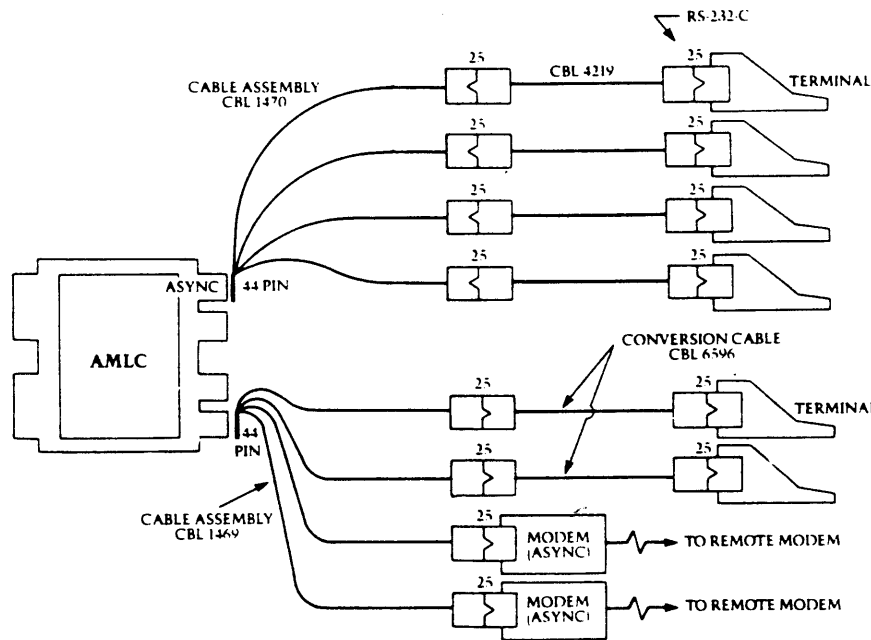 RS-232-C
25
CBL 4219
25
TERMINAL
CABLE ASSEMBLY
CBL 1470
25
25
25
25
25
25
ASYNC
44 PIN
AMLC
CONVERSION CABLE
CBL 6596
25
25
TERMINAL
44
PIN
25
25
CABLE ASSEMBLY
CBL 1469
25
MODEM
(ASYNC)
TO REMOTE MODEM
25
MODEM
(ASYNC)
TO REMOTE MODEM